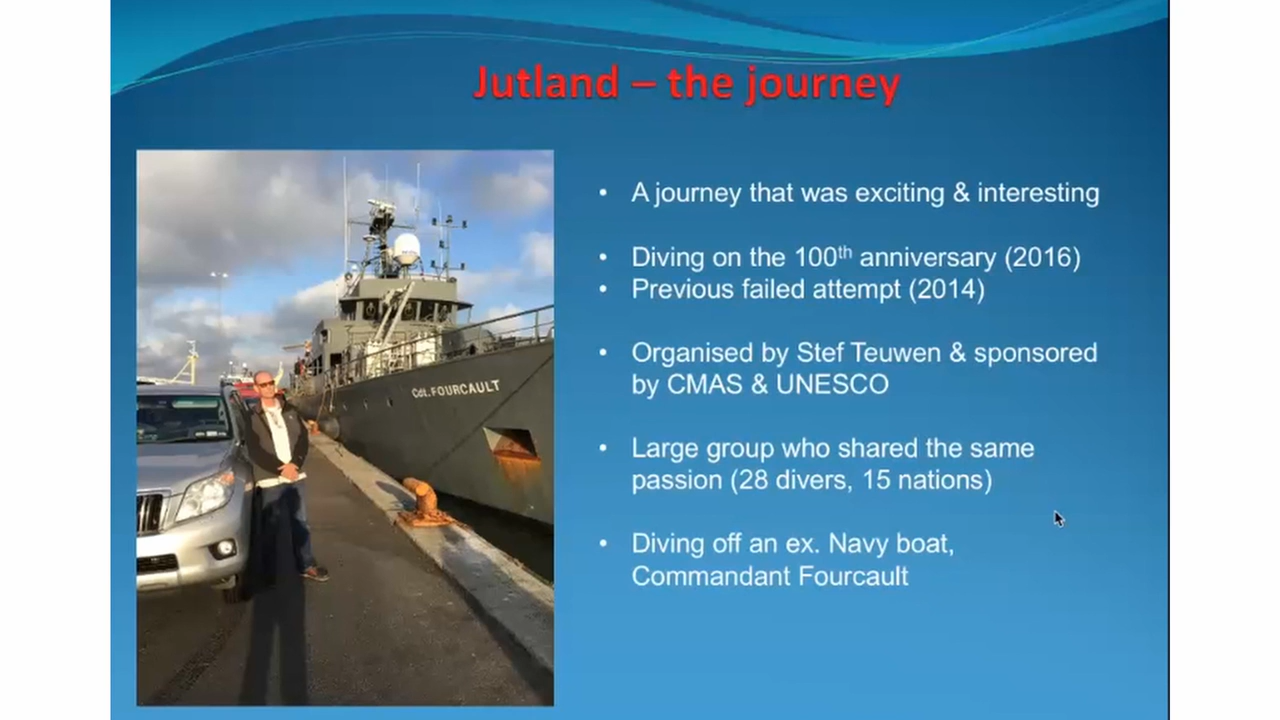 Jutland – the journey
Cdt. FOURCAULT
• A journey that was exciting & interesting
• Diving on the 100th anniversary (2016)
• Previous failed attempt (2014)
• Organised by Stef Teuwen & sponsored
by CMAS & UNESCO
• Large group who shared the same
passion (28 divers, 15 nations)
• Diving off an ex. Navy boat,
Commandant Fourcault